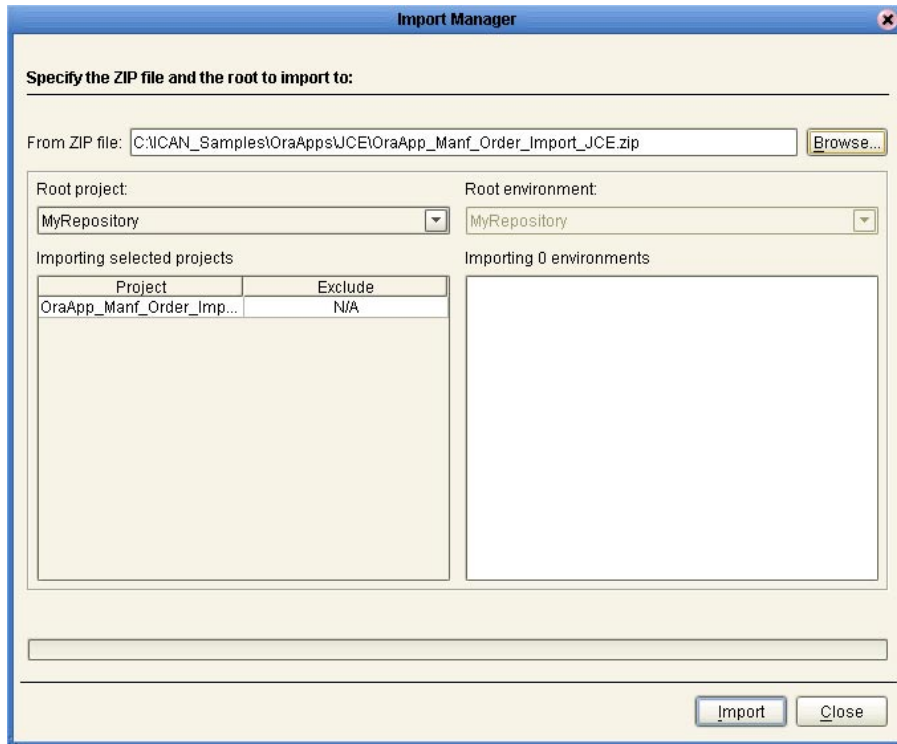 Import Manager
Specify the ZIP file and the root to import to:
From ZIP file: C:\ICAN_Samples\OraApps\JCE\OraApp_Manf_Order_Import_JCE.zip Browse...
Root project: Root environment:
MyRepository MyRepository
Importing selected projects Importing 0 environments
Project Exclude
OraApp_Manf_Order_Imp... N/A
Import Close